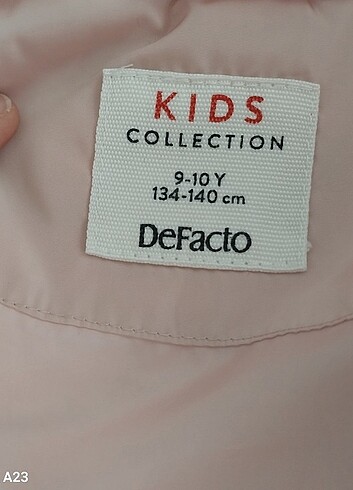 KIDS
COLLECTION
9-10 Y
134-140 cm
DeFacto
A23